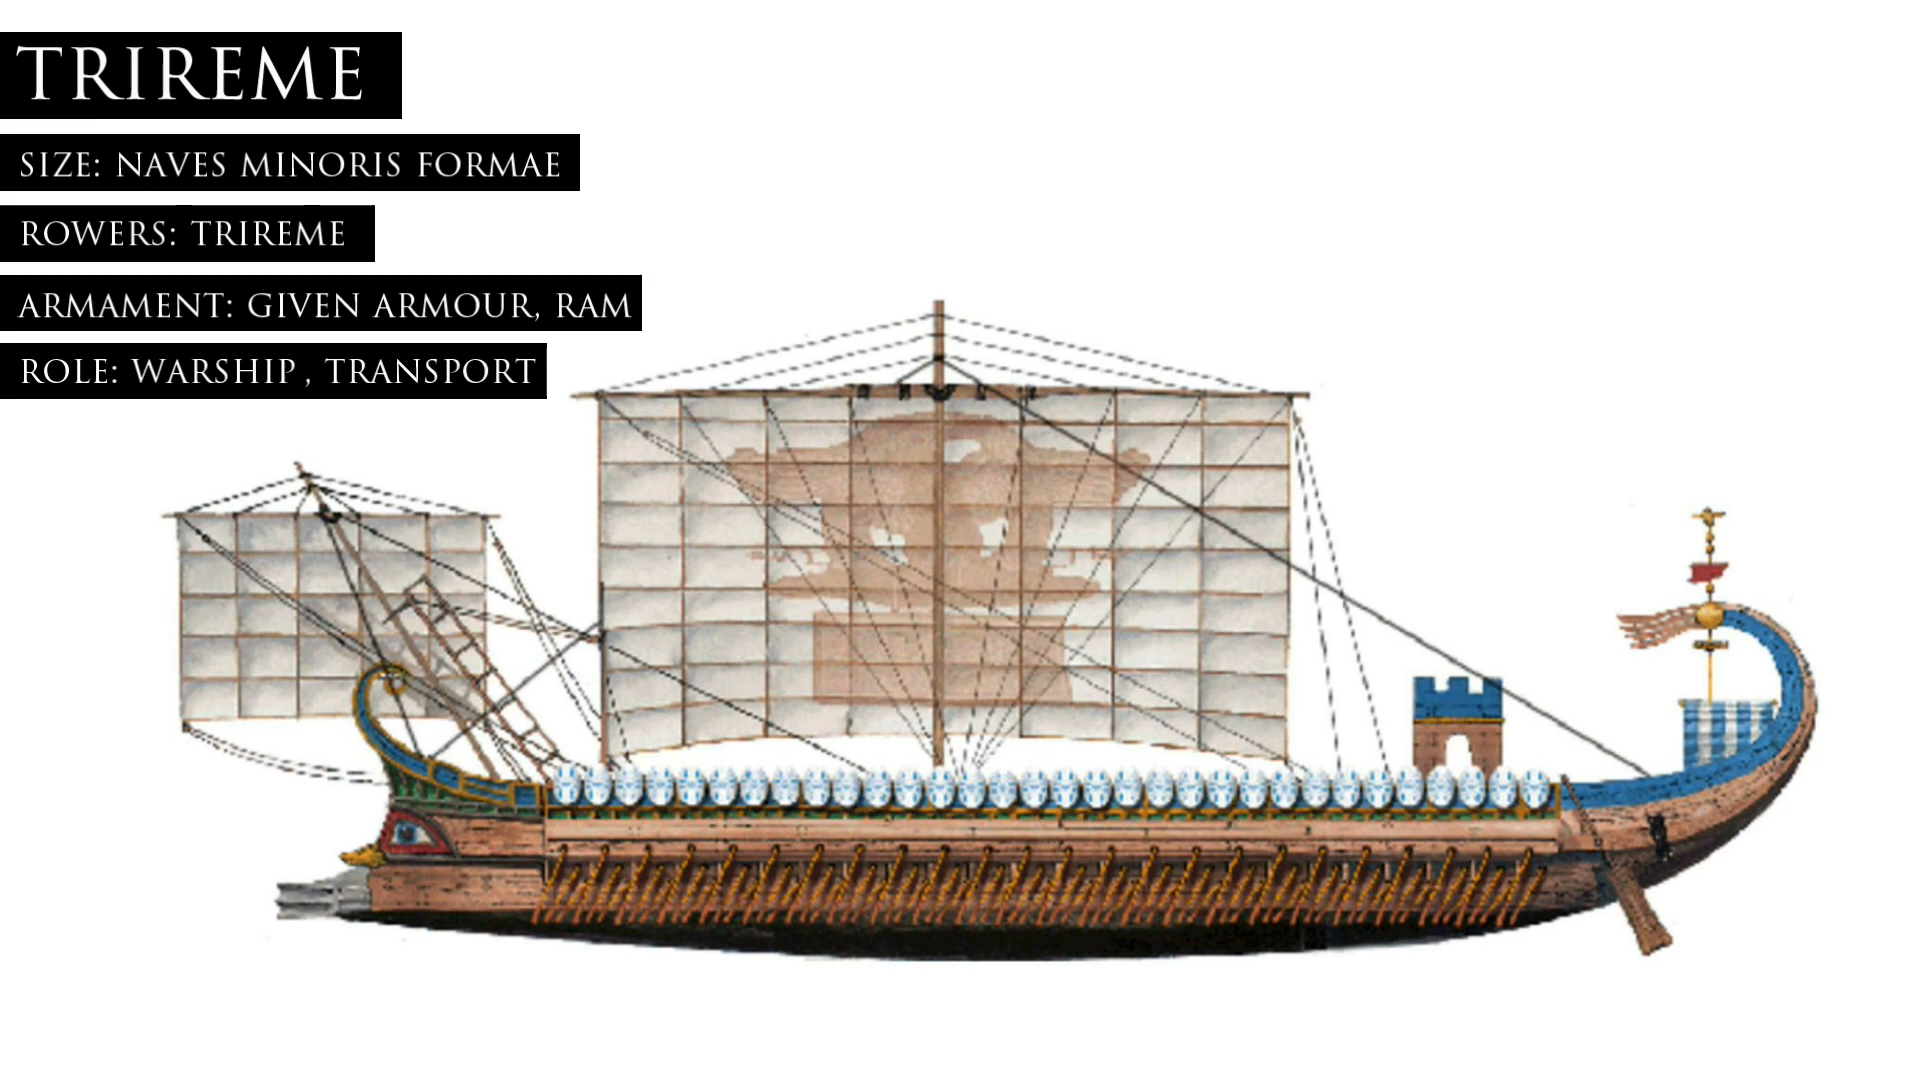 TRIREME
SIZE: NAVES MINORIS FORMAE
ROWERS: TRIREME
ARMAMENT: GIVEN ARMOUR, RAM
ROLE: WARSHIP , TRANSPORT